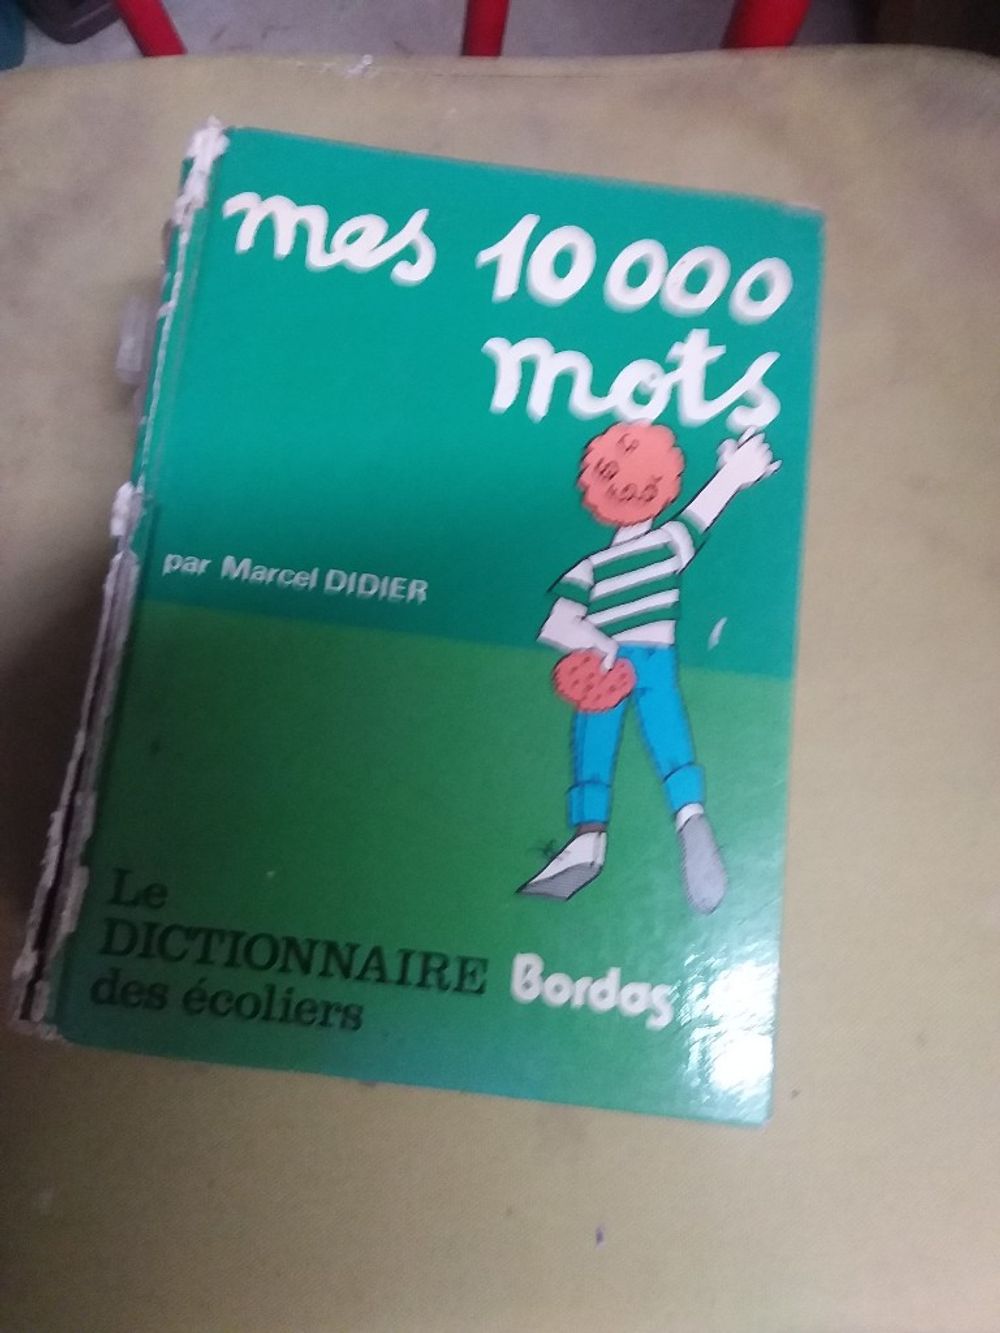 mes 10 000
mots
par Marcel DIDIER
Le
DICTIONNAIRE
des écoliers
Bordas